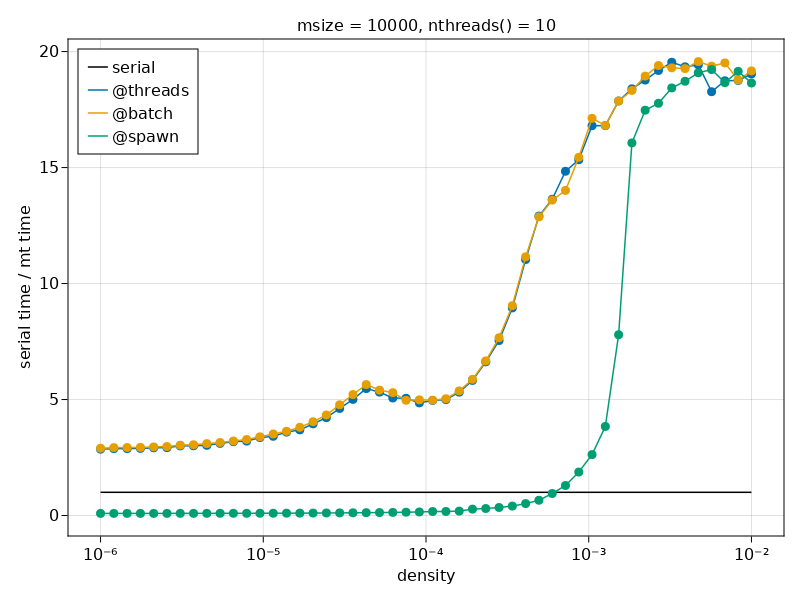 msize = 10000, nthreads() = 10
serial
@threads
@batch
@spawn
serial time / mt time
20
15
10
5
0
10⁻⁶
10⁻⁵
10⁻⁴
10⁻³
10⁻²
density